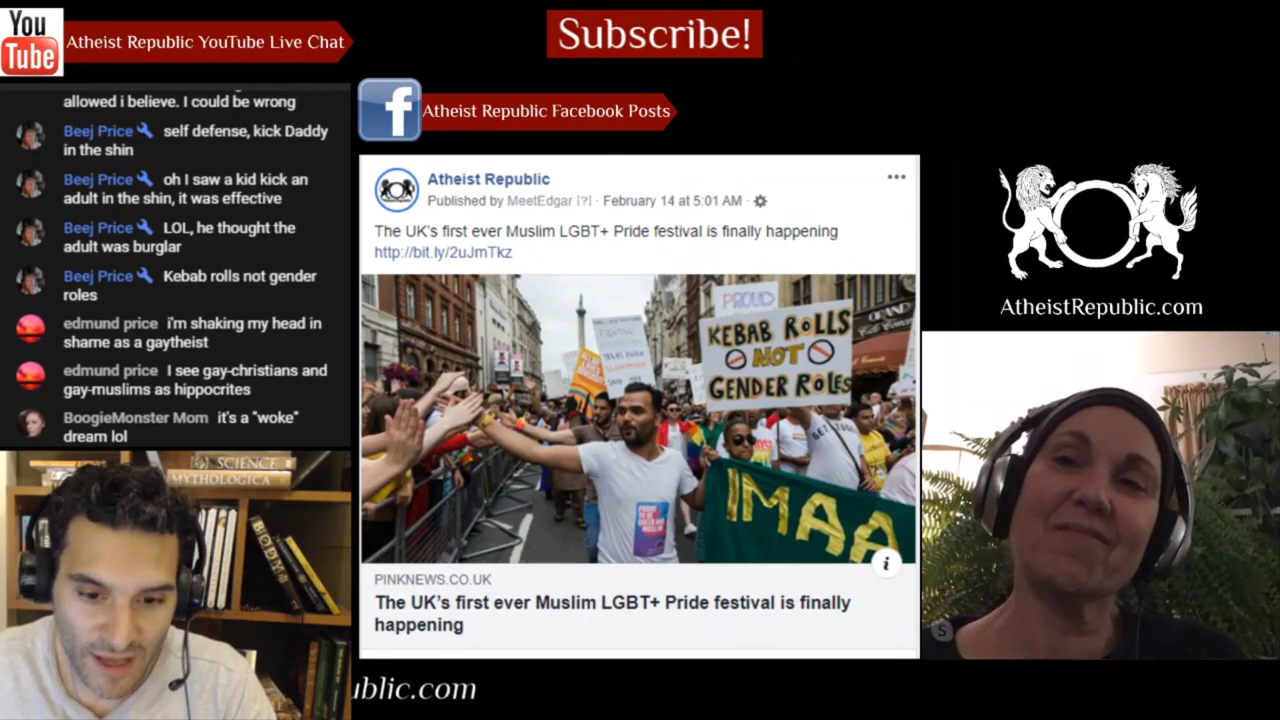 You
Tube
Atheist Republic YouTube Live Chat
Subscribe!
allowed i believe. I could be wrong
Beej Price self defense, kick Daddy
in the shin
Beej Price oh I saw a kid kick an
adult in the shin, it was effective
Beej Price LOL, he thought the
adult was burglar
Beej Price Kebab rolls not gender
roles
edmund price i'm shaking my head in
shame as a gaytheist
edmund price I see gay-christians and
gay-muslims as hippocrites
BoogieMonster Mom it's a "woke"
dream lol
f
Atheist Republic Facebook Posts
Atheist Republic
Published by MeetEdgar [?] · February 14 at 5:01 AM ·
The UK's first ever Muslim LGBT+ Pride festival is finally happening
http://bit.ly/2uJmTkz
PROUD
KEBAB ROLLS
NOT
GENDER ROLES
IMAA
i
PINKNEWS.CO.UK
The UK's first ever Muslim LGBT+ Pride festival is finally
happening
AtheistRepublic.com
SCIENCE
MYTHOLOGICA
BODY
S
ublic.com